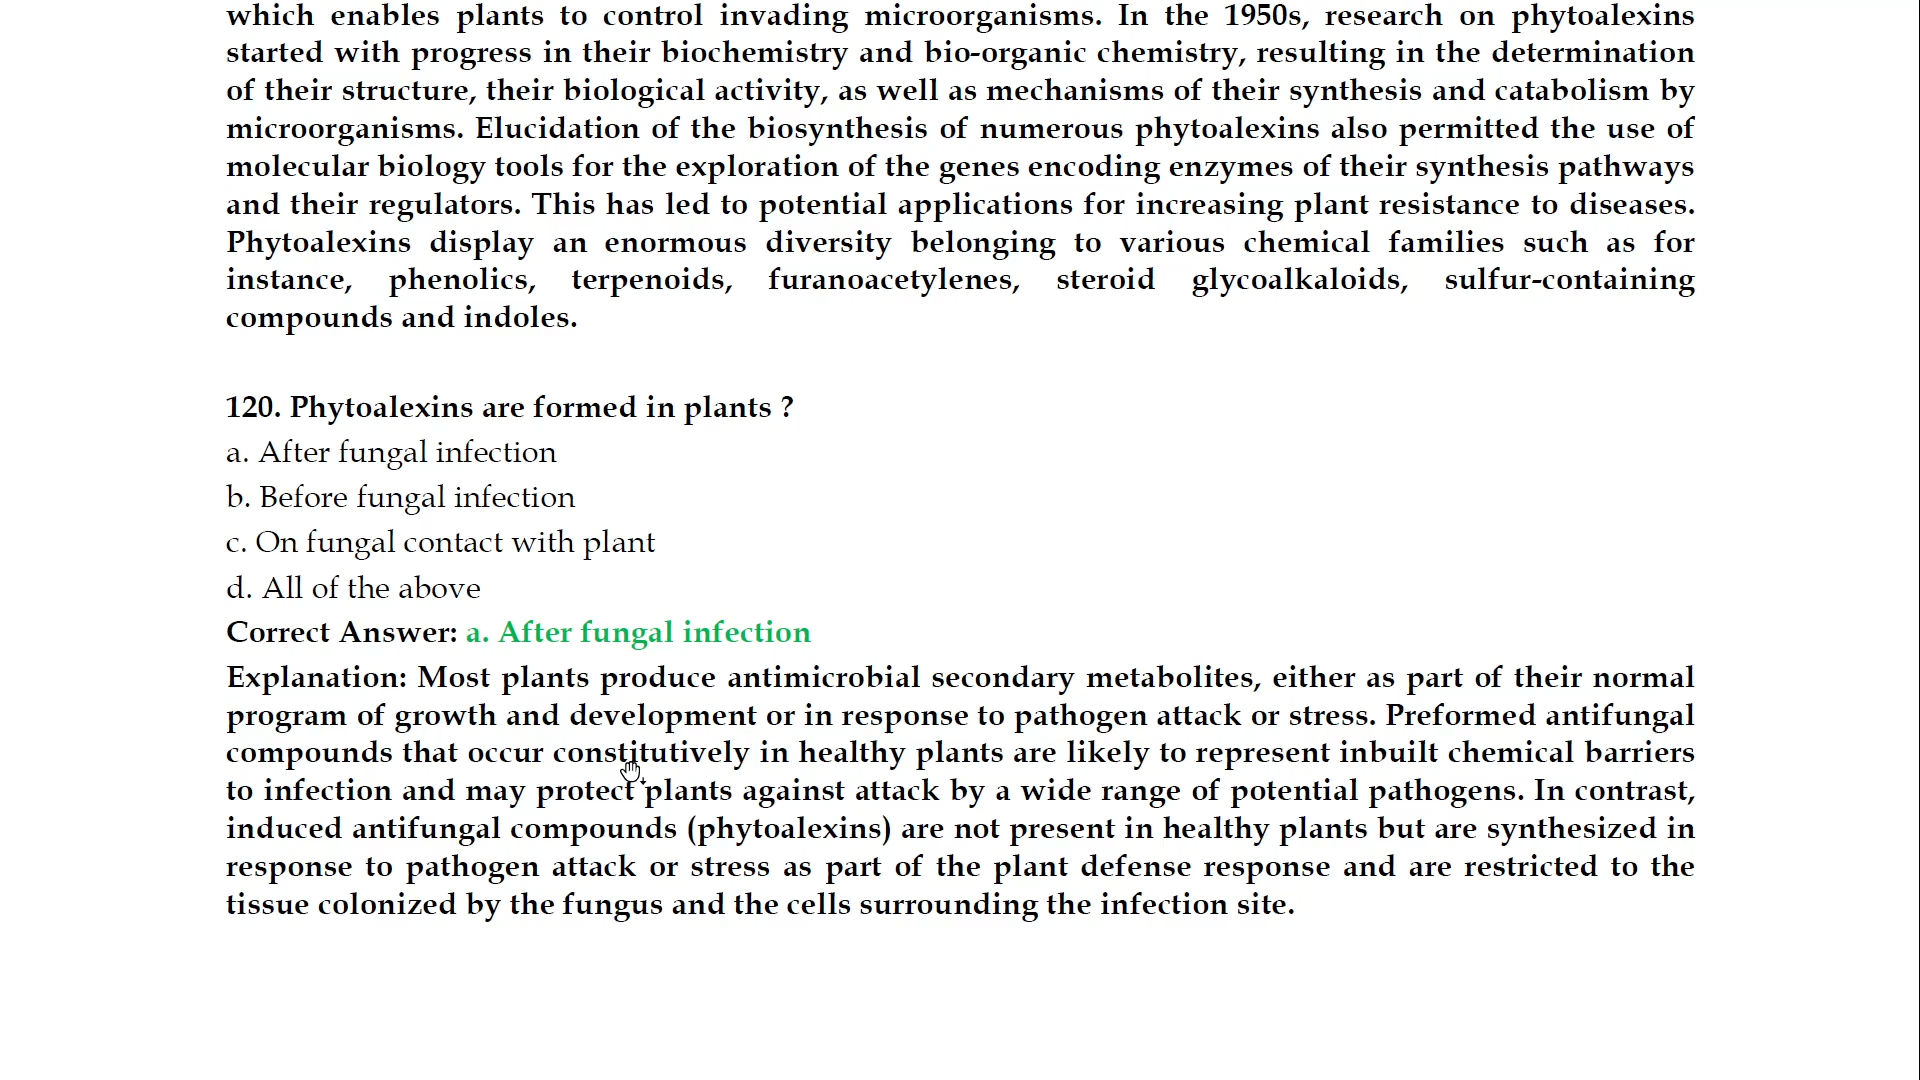 which enables plants to control invading microorganisms. In the 1950s, research on phytoalexins
started with progress in their biochemistry and bio-organic chemistry, resulting in the determination
of their structure, their biological activity, as well as mechanisms of their synthesis and catabolism by
microorganisms. Elucidation of the biosynthesis of numerous phytoalexins also permitted the use of
molecular biology tools for the exploration of the genes encoding enzymes of their synthesis pathways
and their regulators. This has led to potential applications for increasing plant resistance to diseases.
Phytoalexins display an enormous diversity belonging to various chemical families such as for
instance, phenolics, terpenoids, furanoacetylenes, steroid glycoalkaloids, sulfur-containing
compounds and indoles.
120. Phytoalexins are formed in plants ?
a. After fungal infection
b. Before fungal infection
c. On fungal contact with plant
d. All of the above
Correct Answer: a. After fungal infection
Explanation: Most plants produce antimicrobial secondary metabolites, either as part of their normal
program of growth and development or in response to pathogen attack or stress. Preformed antifungal
compounds that occur constitutively in healthy plants are likely to represent inbuilt chemical barriers
to infection and may protect plants against attack by a wide range of potential pathogens. In contrast,
induced antifungal compounds (phytoalexins) are not present in healthy plants but are synthesized in
response to pathogen attack or stress as part of the plant defense response and are restricted to the
tissue colonized by the fungus and the cells surrounding the infection site.